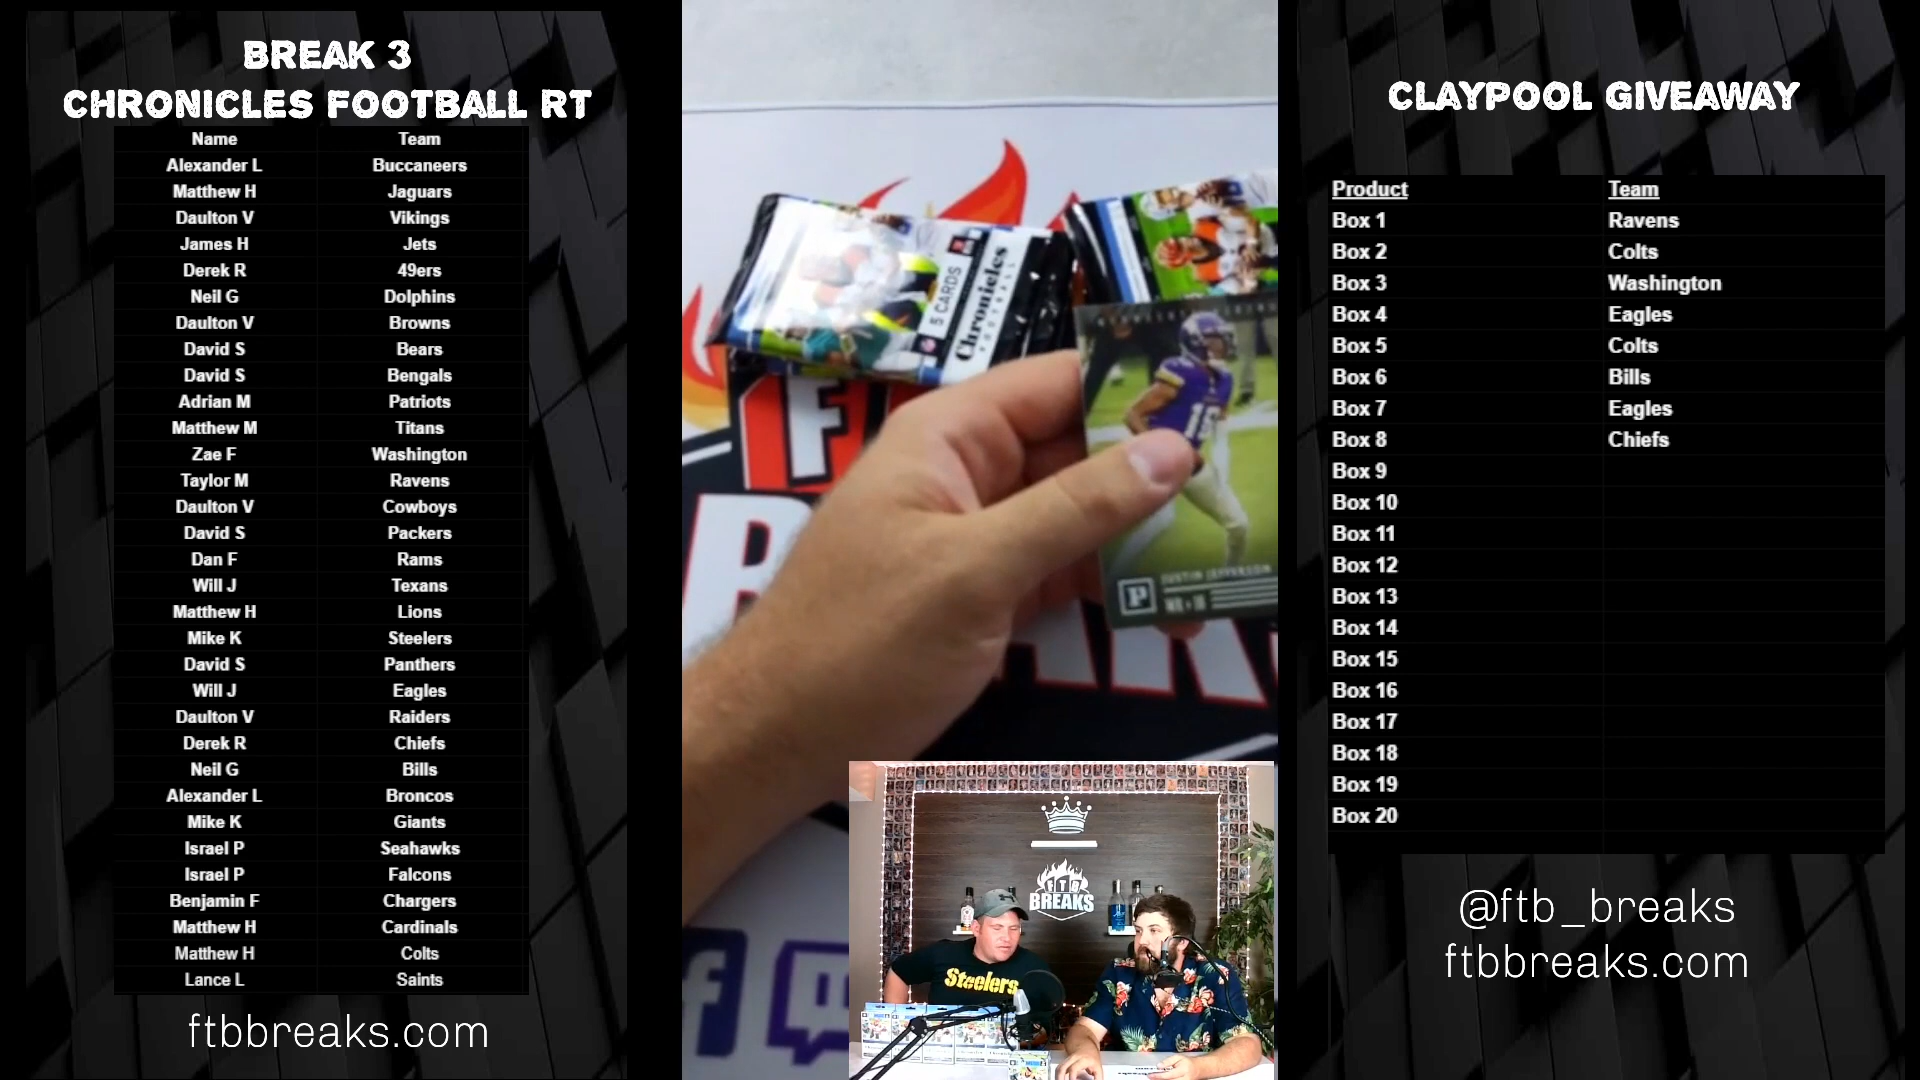 BREAK 3
CHRONICLES FOOTBALL RT
Name Team
Alexander L Buccaneers
Matthew H Jaguars
Daulton V Vikings
James H Jets
Derek R 49ers
Neil G Dolphins
Daulton V Browns
David S Bears
David S Bengals
Adrian M Patriots
Matthew M Titans
Zae F Washington
Taylor M Ravens
Daulton V Cowboys
David S Packers
Dan F Rams
Will J Texans
Matthew H Lions
Mike K Steelers
David S Panthers
Will J Eagles
Daulton V Raiders
Derek R Chiefs
Neil G Bills
Alexander L Broncos
Mike K Giants
Israel P Seahawks
Israel P Falcons
Benjamin F Chargers
Matthew H Cardinals
Matthew H Colts
Lance L Saints
ftbbreaks.com
5 CARDS
Chronicles
FOOTBALL
F
P
JUSTIN JEFFERSON
WR • 18
FTB
BREAKS
Steelers
CLAYPOOL GIVEAWAY
Product Team
Box 1 Ravens
Box 2 Colts
Box 3 Washington
Box 4 Eagles
Box 5 Colts
Box 6 Bills
Box 7 Eagles
Box 8 Chiefs
Box 9
Box 10
Box 11
Box 12
Box 13
Box 14
Box 15
Box 16
Box 17
Box 18
Box 19
Box 20
@ftb_breaks
ftbbreaks.com